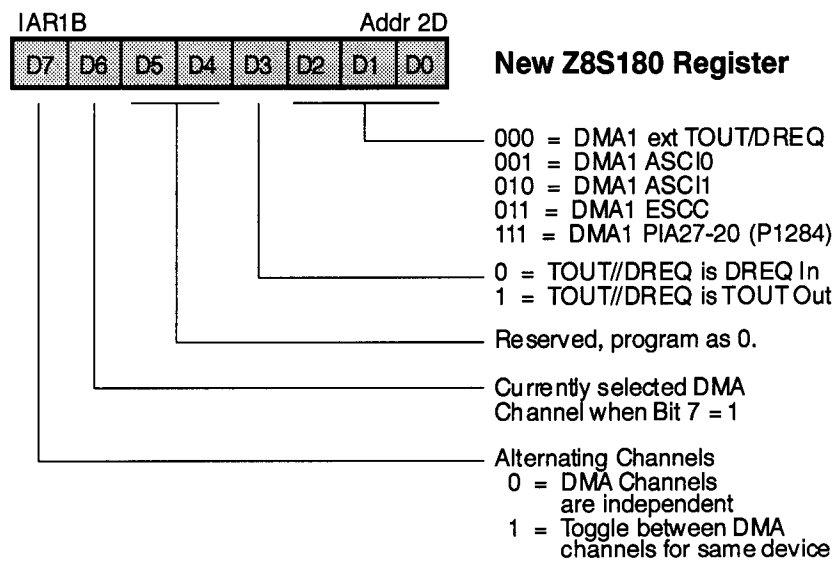 IAR1B Addr 2D
D7 D6 D5 D4 D3 D2 D1 D0 New Z8S180 Register
000 = DMA1 ext TOUT/DREQ
001 = DMA1 ASCI0
010 = DMA1 ASCI1
011 = DMA1 ESCC
111 = DMA1 PIA27-20 (P1284)
0 = TOUT//DREQ is DREQ In
1 = TOUT//DREQ is TOUT Out
Reserved, program as 0.
Currently selected DMA
Channel when Bit 7 = 1
Alternating Channels
0 = DMA Channels
are independent
1 = Toggle between DMA
channels for same device